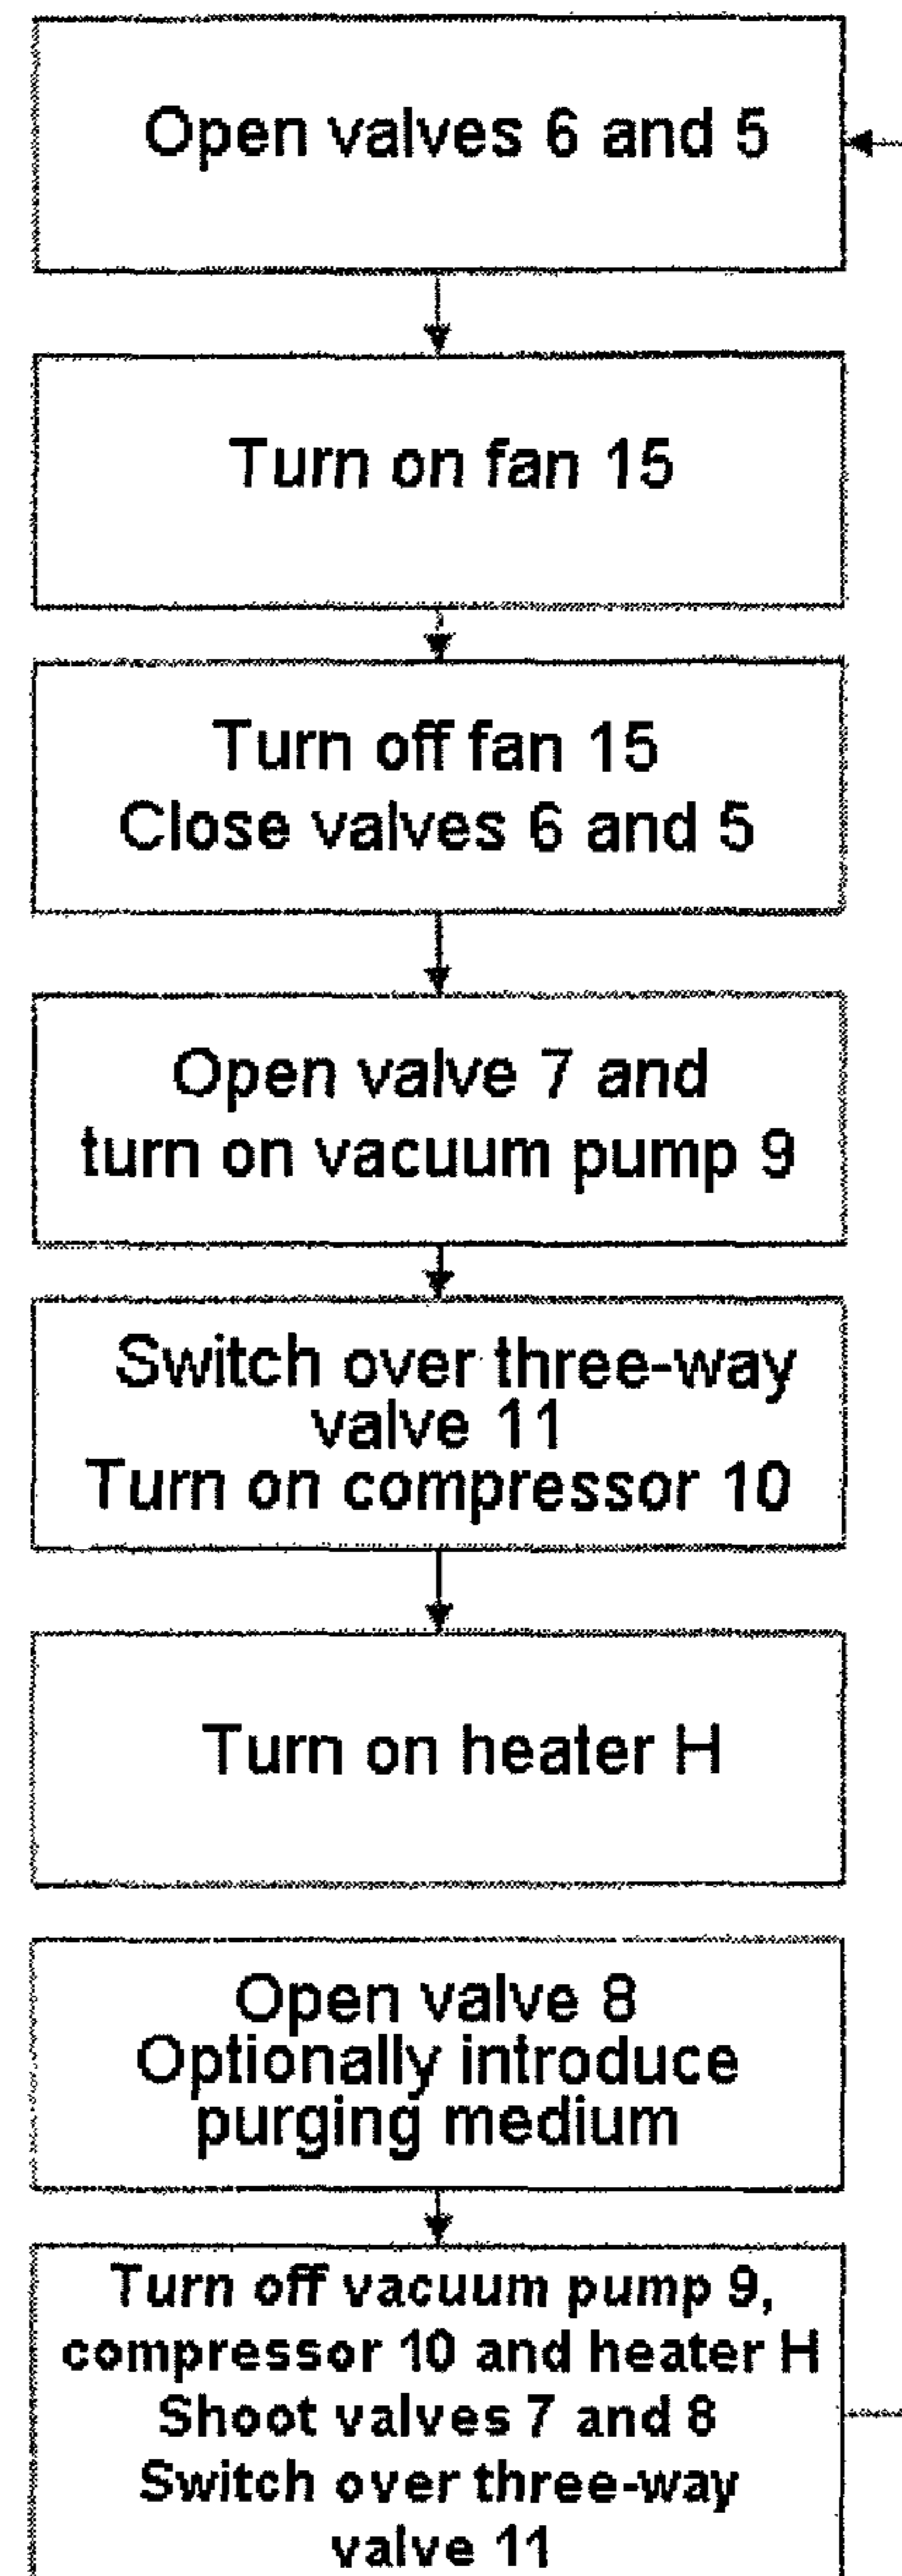 Open valves 6 and 5
Turn on fan 15
Turn off fan 15
Close valves 6 and 5
Open valve 7 and
turn on vacuum pump 9
Switch over three-way
valve 11
Turn on compressor 10
Turn on heater H
Open valve 8
Optionally introduce
purging medium
Turn off vacuum pump 9,
compressor 10 and heater H
Shoot valves 7 and 8
Switch over three-way
valve 11